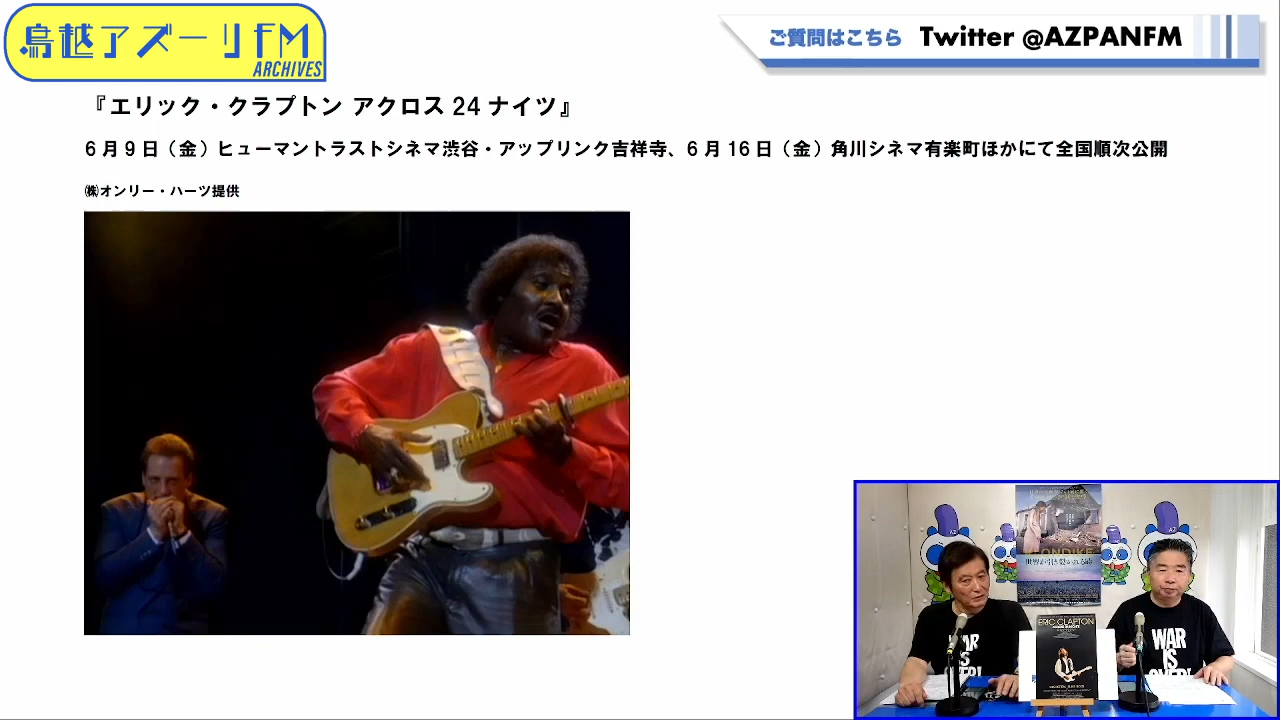 鳥越アズーリFM
ARCHIVES
ご質問はこちら Twitter @AZPANFM
『エリック・クラプトン アクロス 24 ナイツ』
6月9日（金）ヒューマントラストシネマ渋谷・アップリンク吉祥寺、6月16日（金）角川シネマ有楽町ほかにて全国順次公開
㈱オンリー・ハーツ提供
ERIC CLAPTON
WAR
IS
OVER!
WAR
IS
OVER!